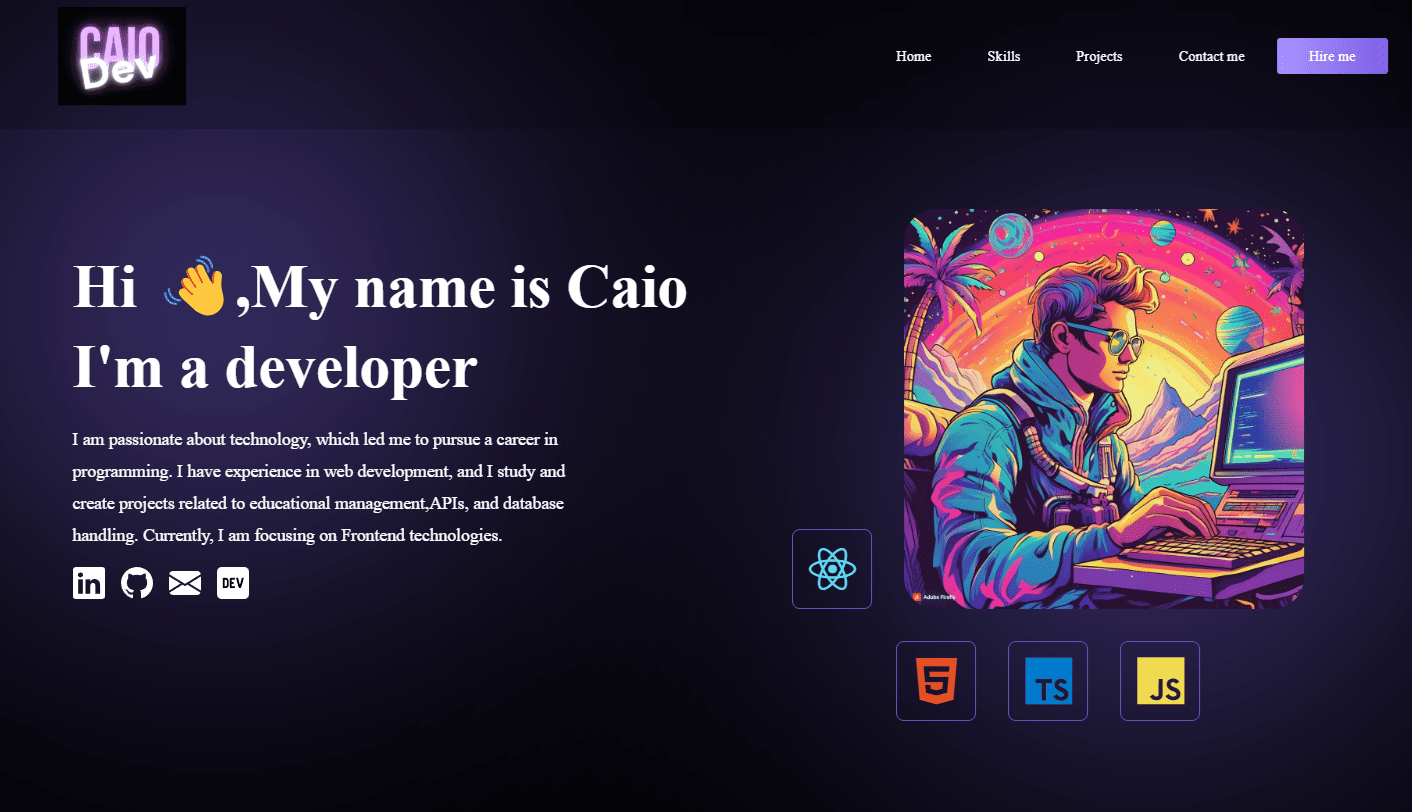 CAIO
Dev
Home Skills Projects Contact me Hire me
Hi 👋,My name is Caio
I'm a developer
I am passionate about technology, which led me to pursue a career in
programming. I have experience in web development, and I study and
create projects related to educational management,APIs, and database
handling. Currently, I am focusing on Frontend technologies.
in DEV
Adobe Firefly
5 TS JS